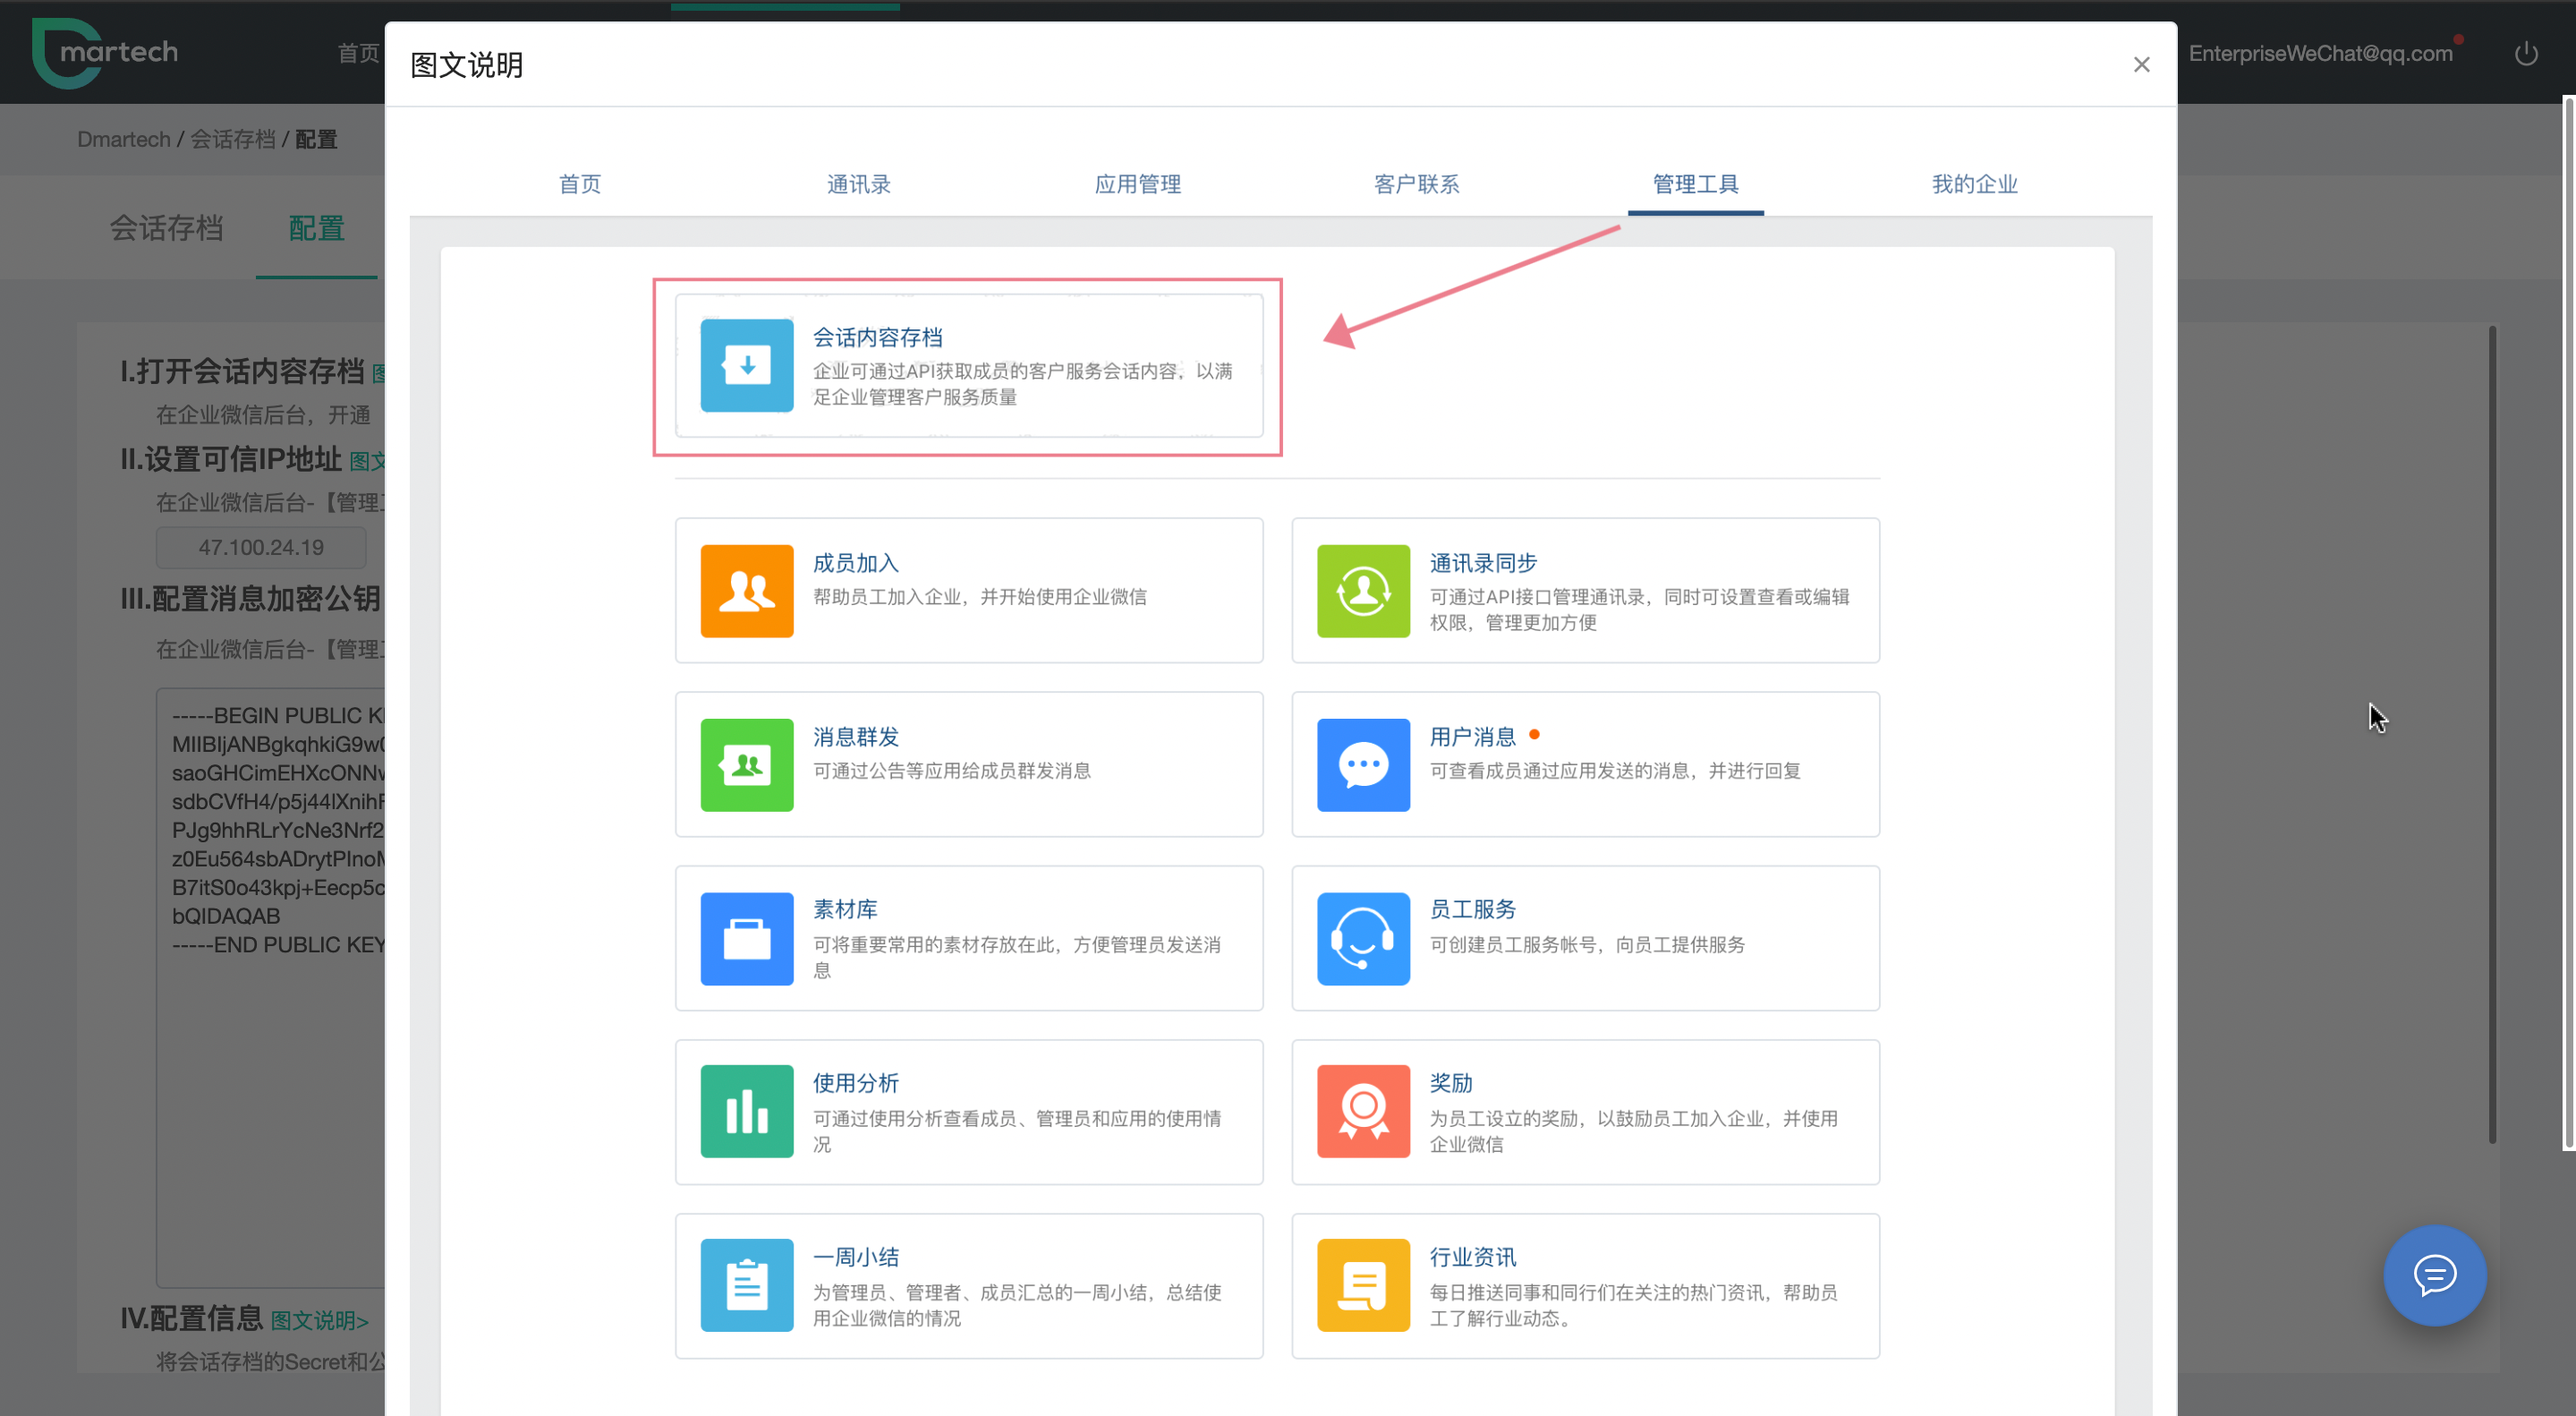 martech
首页
EnterpriseWeChat@qq.com
图文说明
×
Dmartech / 会话存档 / 配置
会话存档
配置
首页
通讯录
应用管理
客户联系
管理工具
我的企业
I.打开会话内容存档
在企业微信后台，开通
II.设置可信IP地址 图文
在企业微信后台-【管理工
47.100.24.19
III.配置消息加密公钥
在企业微信后台-【管理工
-----BEGIN PUBLIC K
MIIBIjANBgkqhkiG9w0
saoGHCimEHXcONNv
sdbCVfH4/p5j44lXnihF
PJg9hhRLrYcNe3Nrf2
z0Eu564sbADrytPlnoM
B7itS0o43kpj+Eecp5c
bQIDAQAB
-----END PUBLIC KEY
IV.配置信息 图文说明>
将会话存档的Secret和公
会话内容存档
企业可通过API获取成员的客户服务会话内容，以满
足企业管理客户服务质量
成员加入
帮助员工加入企业，并开始使用企业微信
通讯录同步
可通过API接口管理通讯录，同时可设置查看或编辑
权限，管理更加方便
消息群发
可通过公告等应用给成员群发消息
用户消息
可查看成员通过应用发送的消息，并进行回复
素材库
可将重要常用的素材存放在此，方便管理员发送消
息
员工服务
可创建员工服务帐号，向员工提供服务
使用分析
可通过使用分析查看成员、管理员和应用的使用情
况
奖励
为员工设立的奖励，以鼓励员工加入企业，并使用
企业微信
一周小结
为管理员、管理者、成员汇总的一周小结，总结使
用企业微信的情况
行业资讯
每日推送同事和同行们在关注的热门资讯，帮助员
工了解行业动态。